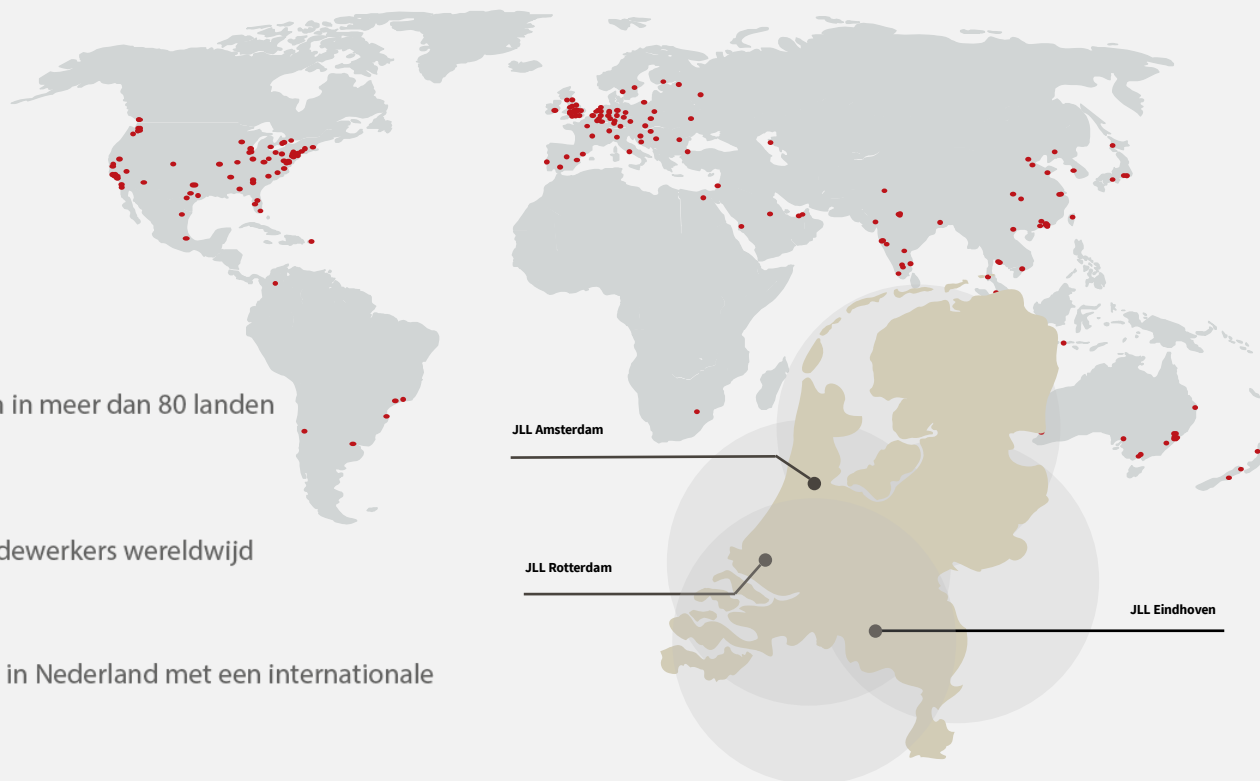 in meer dan 80 landen
JLL Amsterdam
dewerkers wereldwijd
JLL Rotterdam
JLL Eindhoven
in Nederland met een internationale